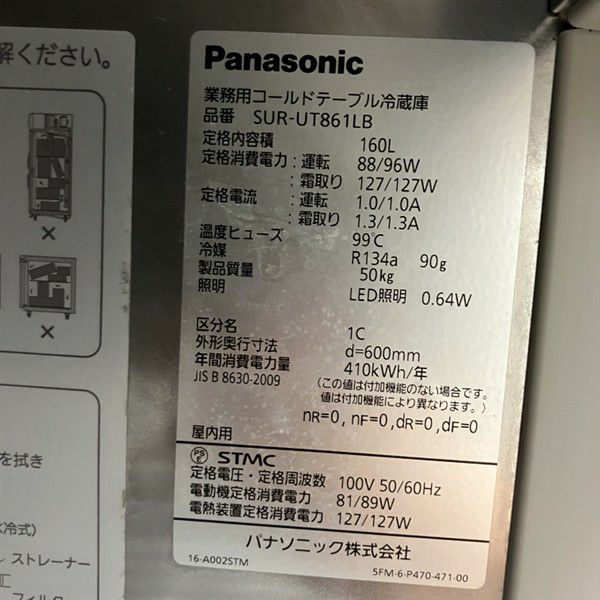 解ください。
×
×
を拭き
冷式)
ストレーナー
フィルタ
Panasonic
業務用コールドテーブル冷蔵庫
品番 SUR-UT861LB
定格内容積 160L
定格消費電力:運転 88/96W
:霜取り 127/127W
定格電流 :運転 1.0/1.0A
:霜取り 1.3/1.3A
温度ヒューズ 99℃
冷媒 R134a 90g
製品質量 50kg
照明 LED照明 0.64W
区分名 1C
外形奥行寸法 d=600mm
年間消費電力量 410kWh/年
JIS B 8630-2009 (この値は付加機能のない場合です。
値は付加機能により異なります。)
nR=0, nF=0,dR=0,dF=0
屋内用
PSE STMC
定格電圧・定格周波数 100V 50/60Hz
電動機定格消費電力 81/89W
電熱装置定格消費電力 127/127W
パナソニック株式会社
16-A002STM 5FM-6-P470-471-00